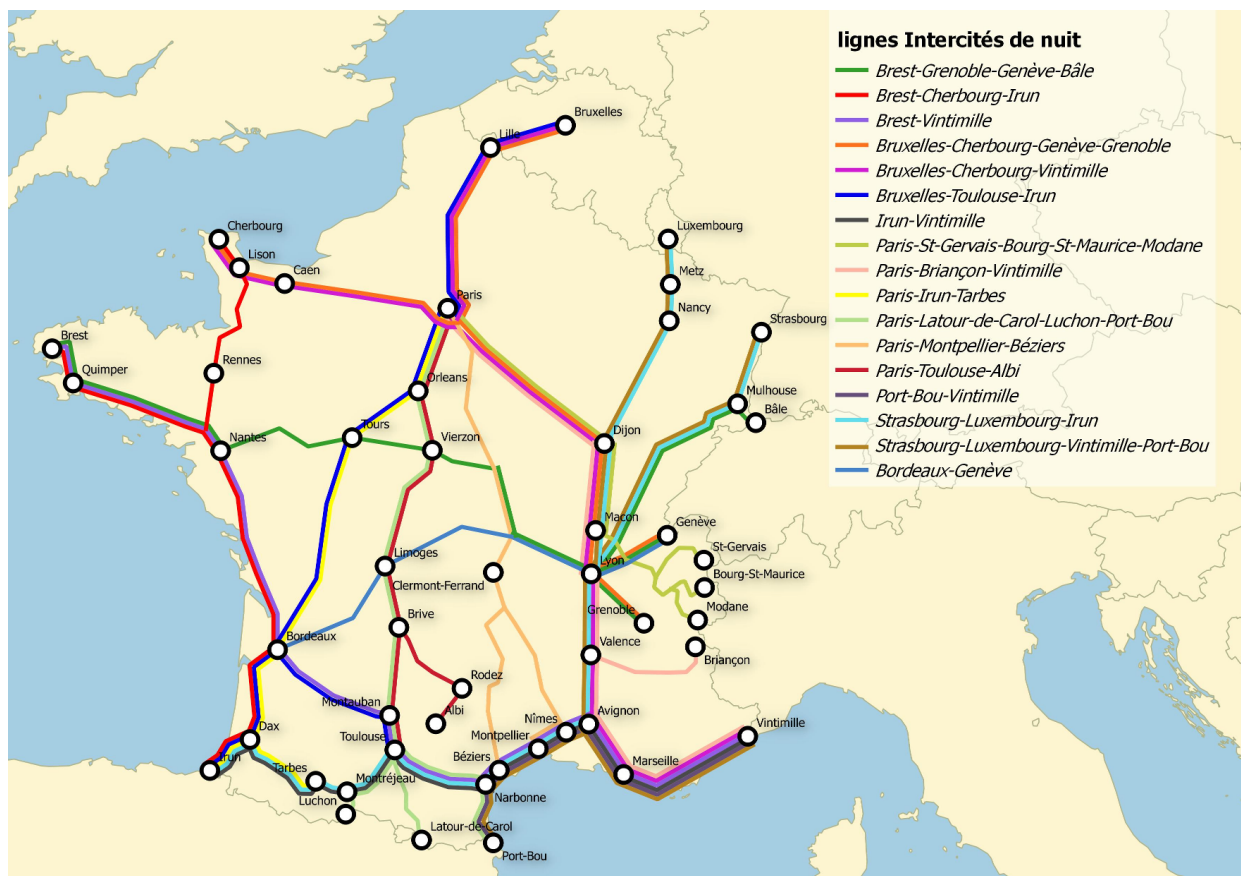 lignes Intercités de nuit
Brest-Grenoble-Genève-Bâle
Brest-Cherbourg-Irun
Brest-Vintimille
Bruxelles-Cherbourg-Genève-Grenoble
Bruxelles-Cherbourg-Vintimille
Bruxelles-Toulouse-Irun
Irun-Vintimille
Paris-St-Gervais-Bourg-St-Maurice-Modane
Paris-Briançon-Vintimille
Paris-Irun-Tarbes
Paris-Latour-de-Carol-Luchon-Port-Bou
Paris-Montpellier-Béziers
Paris-Toulouse-Albi
Port-Bou-Vintimille
Strasbourg-Luxembourg-Irun
Strasbourg-Luxembourg-Vintimille-Port-Bou
Bordeaux-Genève
Bruxelles
Lille
Cherbourg
Luxembourg
Lison
Caen
Metz
Paris
Nancy
Strasbourg
Brest
Quimper
Rennes
Orleans
Mulhouse
Bâle
Tours
Nantes
Vierzon
Dijon
Macon
Genève
Limoges
Lyon
St-Gervais
Clermont-Ferrand
Bourg-St-Maurice
Grenoble
Modane
Brive
Bordeaux
Valence
Briançon
Rodez
Montauban
Albi
Dax
Toulouse
Nîmes
Avignon
Vintimille
Montpellier
Irun
Tarbes
Béziers
Marseille
Montréjeau
Luchon
Narbonne
Latour-de-Carol
Port-Bou